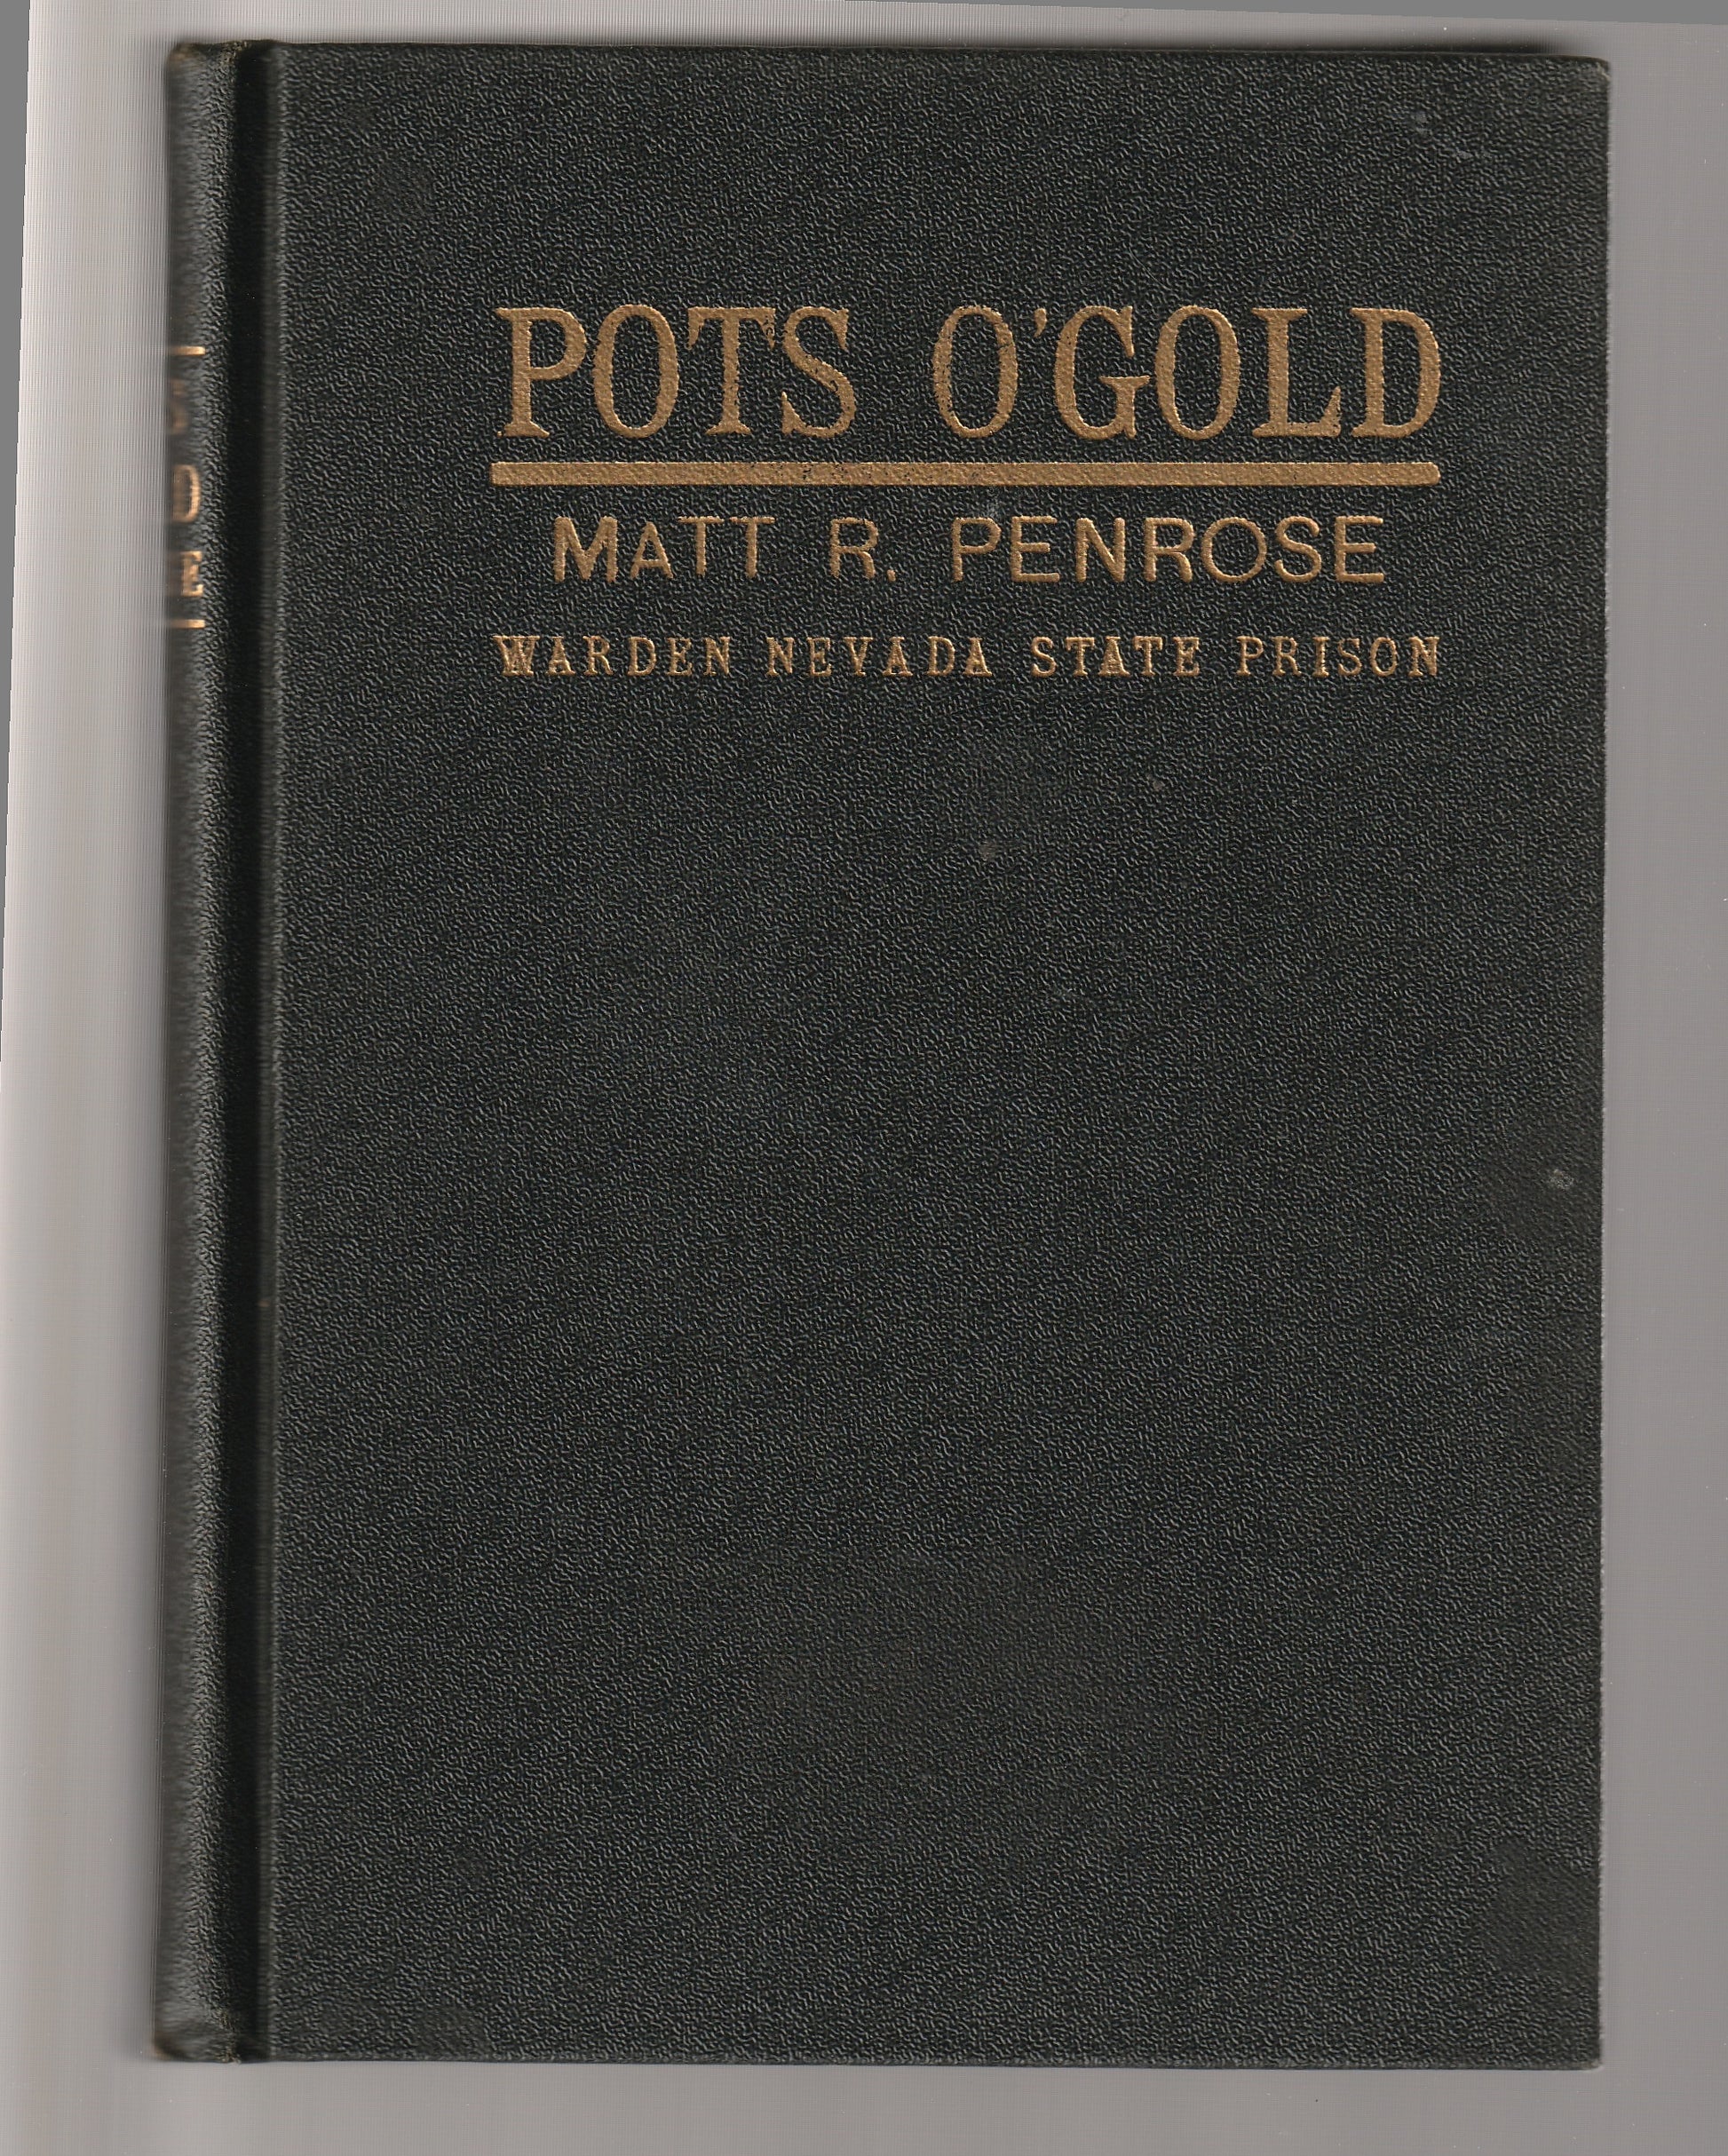 POTS O'GOLD
MATT R. PENROSE
WARDEN NEVADA STATE PRISON